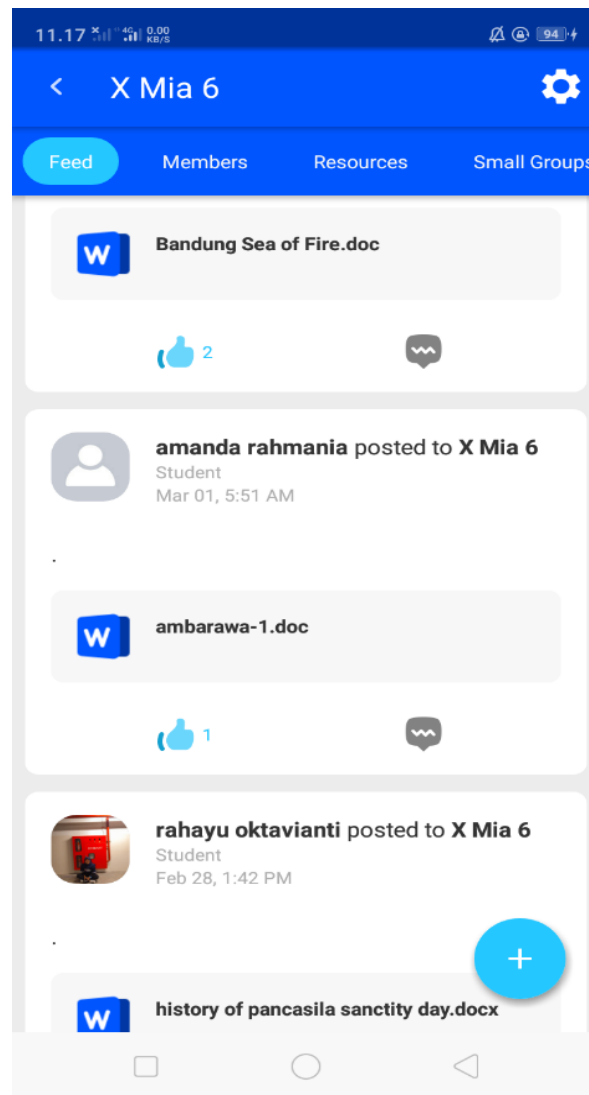 11.17 4G 0.00 KB/S 94
X Mia 6
Feed Members Resources Small Groups
W Bandung Sea of Fire.doc
2
amanda rahmania posted to X Mia 6
Student
Mar 01, 5:51 AM
.
W ambarawa-1.doc
1
rahayu oktavianti posted to X Mia 6
Student
Feb 28, 1:42 PM
.
+
W history of pancasila sanctity day.docx